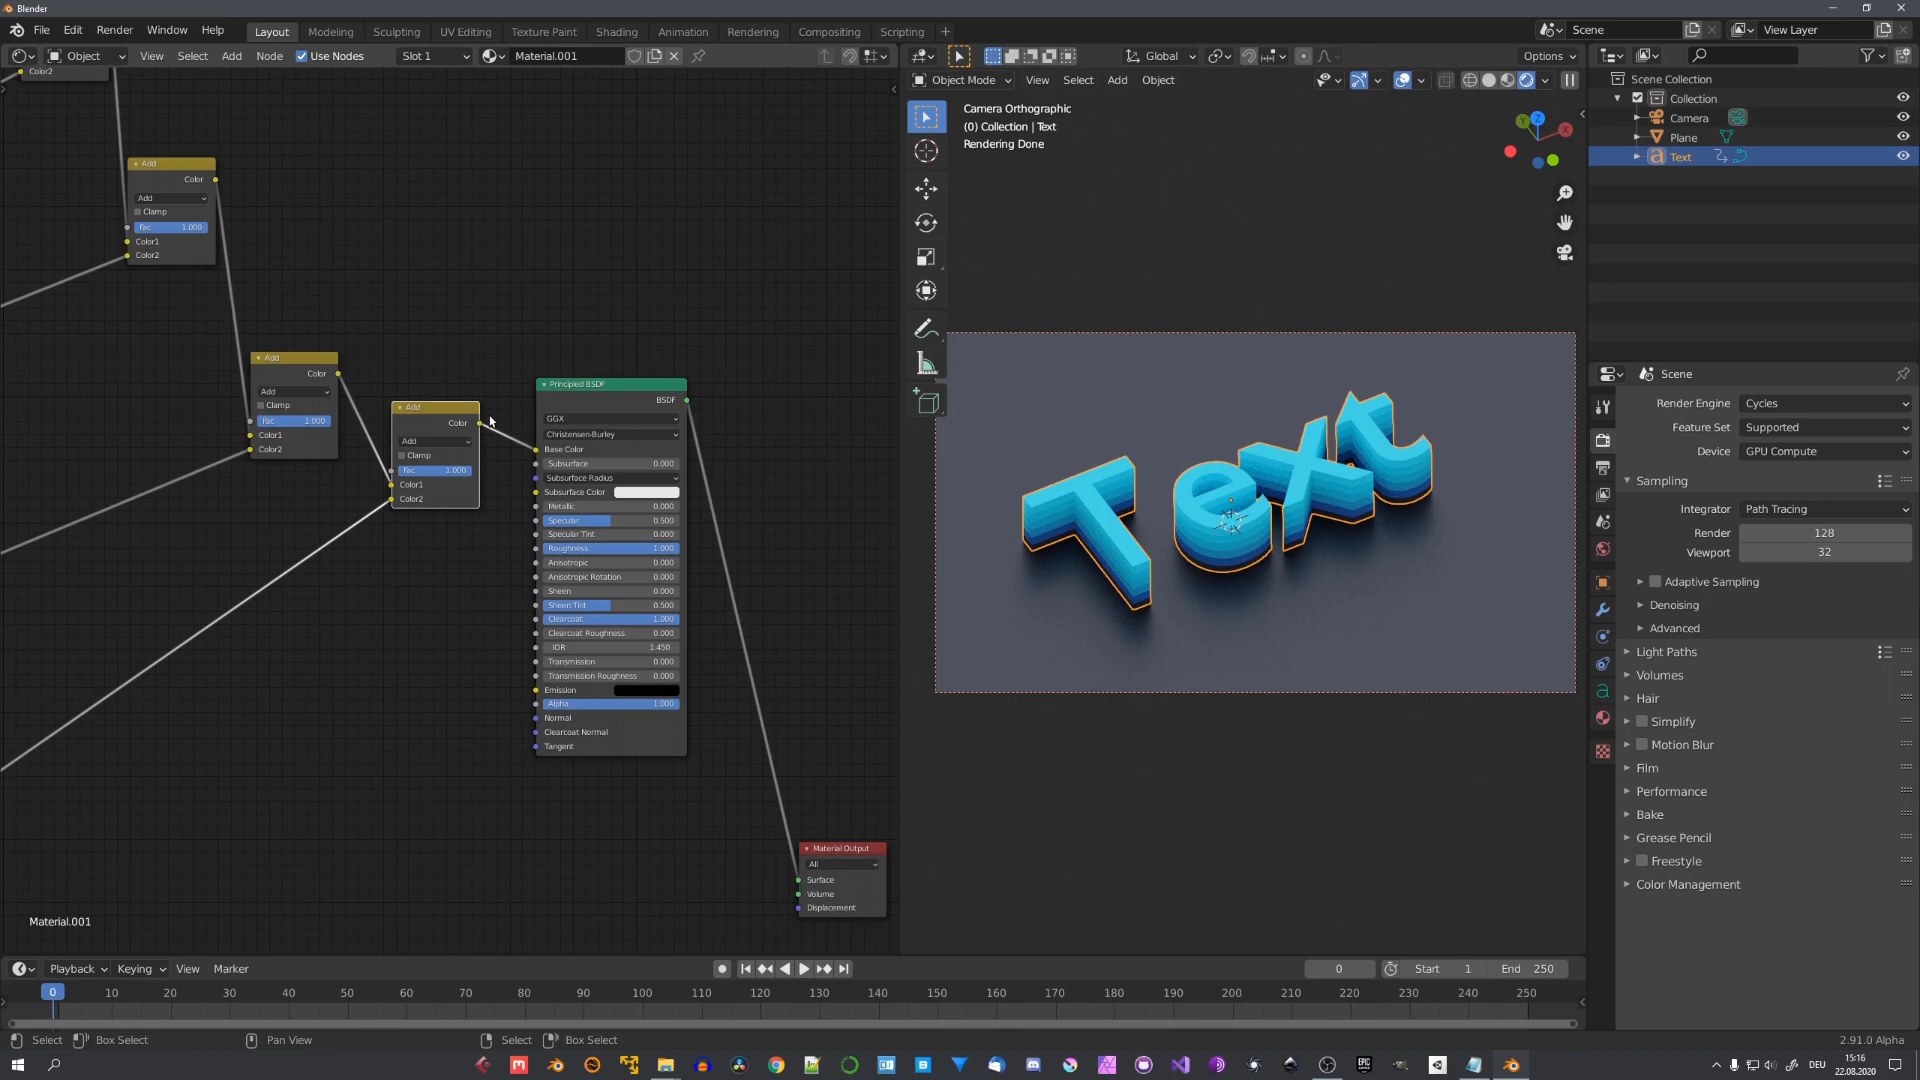 Blender
File Edit Render Window Help Layout Modeling Sculpting UV Editing Texture Paint Shading Animation Rendering Compositing Scripting + Scene View Layer
Object View Select Add Node Use Nodes Slot 1 Material.001 Global Options
Object Mode View Select Add Object
Color2
Add
Color
Add
Clamp
Fac 1.000
Color1
Color2
Add
Color
Add
Clamp
Fac 1.000
Color1
Color2
Add
Color
Add
Clamp
Fac 1.000
Color1
Color2
Principled BSDF
BSDF
GGX
Christensen-Burley
Base Color
Subsurface 0.000
Subsurface Radius
Subsurface Color
Metallic 0.000
Specular 0.500
Specular Tint 0.000
Roughness 1.000
Anisotropic 0.000
Anisotropic Rotation 0.000
Sheen 0.000
Sheen Tint 0.500
Clearcoat 1.000
Clearcoat Roughness 0.000
IOR 1.450
Transmission 0.000
Transmission Roughness 0.000
Emission
Alpha 1.000
Normal
Clearcoat Normal
Tangent
Material Output
All
Surface
Volume
Displacement
Material.001
Camera Orthographic
(0) Collection | Text
Rendering Done
Y Z X
Text
Scene Collection
Collection
Camera
Plane
Text
Scene
Render Engine Cycles
Feature Set Supported
Device GPU Compute
Sampling
Integrator Path Tracing
Render 128
Viewport 32
Adaptive Sampling
Denoising
Advanced
Light Paths
Volumes
Hair
Simplify
Motion Blur
Film
Performance
Bake
Grease Pencil
Freestyle
Color Management
Playback Keying View Marker 0 Start 1 End 250
0 10 20 30 40 50 60 70 80 90 100 110 120 130 140 150 160 170 180 190 200 210 220 230 240 250
Select Box Select Pan View Select Box Select 2.91.0 Alpha
DEU 15:16
22.08.2020